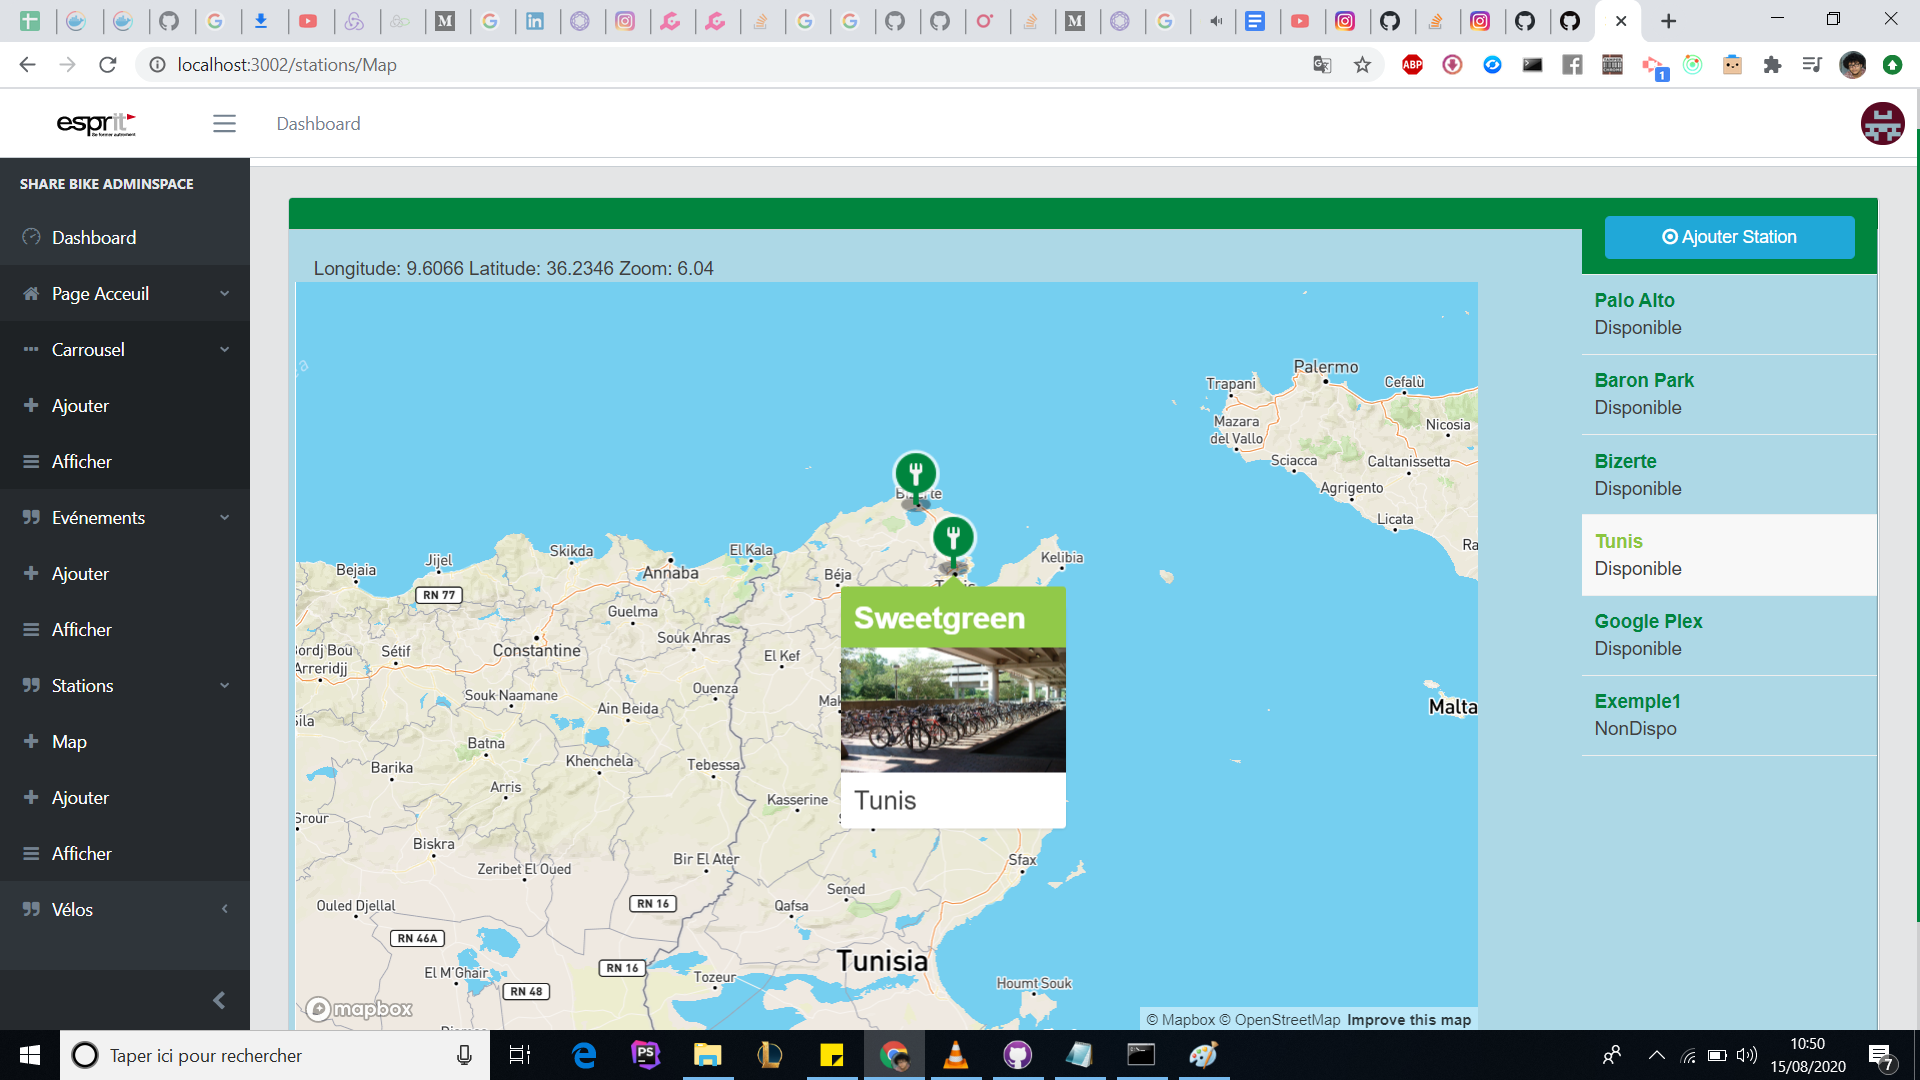 localhost:3002/stations/Map
ABP
1
esprit
Dashboard
SHARE BIKE ADMINSPACE
Dashboard
Page Acceuil
Carrousel
Ajouter
Afficher
Evénements
Ajouter
Afficher
Stations
Map
Ajouter
Afficher
Vélos
Ajouter Station
Longitude: 9.6066 Latitude: 36.2346 Zoom: 6.04
Palo Alto
Disponible
Baron Park
Disponible
Bizerte
Disponible
Tunis
Disponible
Google Plex
Disponible
Exemple1
NonDispo
Palermo
Trapani
Cefalù
Mazara
del Vallo
Nicosia
Sciacca
Caltanissetta
Agrigento
Licata
Ra
Skikda
El Kala
Jijel
Bejaia
Annaba
Béja
Kelibia
RN 77
Guelma
Souk Ahras
ordj Bou
Arreridjj
Sétif
Constantine
El Kef
Souk Naamane
Ouenza
Mak
Ain Beida
sila
Batna
Khenchela
Tebessa
Barika
Arris
Kasserine
Srour
Biskra
Bir El Ater
Sfax
Zeribet El Oued
Sened
Ouled Djellal
RN 16
Qafsa
RN 46A
El M'Ghair
RN 16
Tozeur
Tunisia
RN 48
Houmt Souk
Malta
Sweetgreen
Tunis
mapbox
© Mapbox © OpenStreetMap Improve this map
Taper ici pour rechercher
PS
10:50
15/08/2020
7